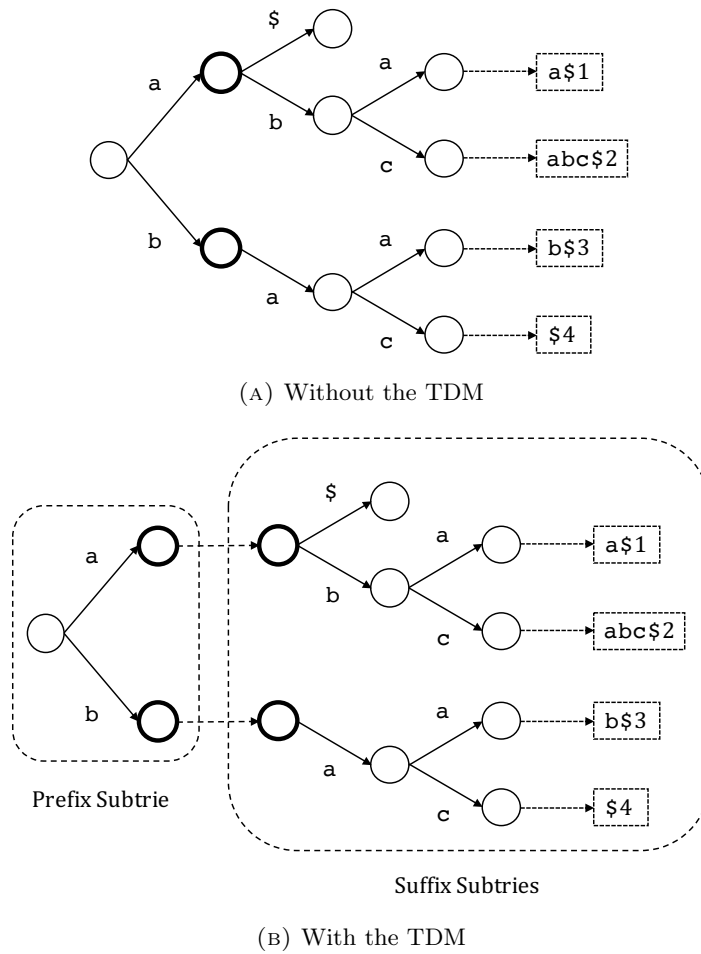 $
a
a
a$1
b
c
abc$2
b
a
b$3
a
c
$4
(A) Without the TDM
$
a
a
a$1
b
c
abc$2
b
a
b$3
a
c
$4
Prefix Subtrie
Suffix Subtries
(B) With the TDM